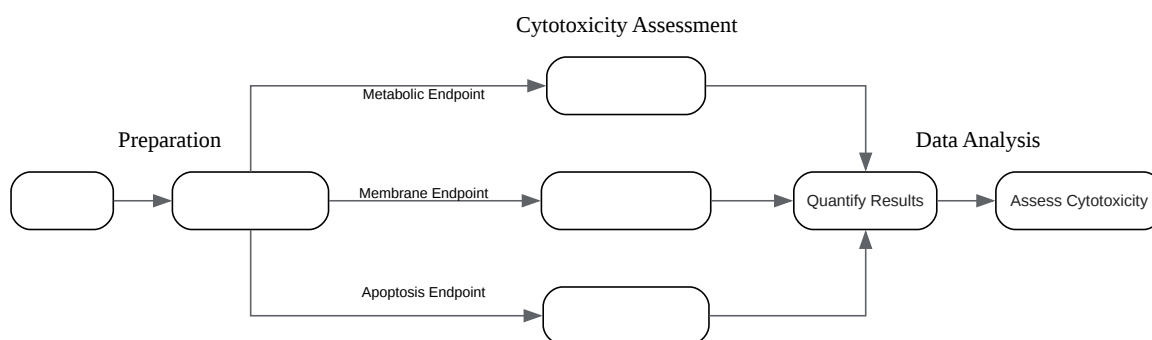 Cytotoxicity Assessment
Metabolic Endpoint
Preparation
Data Analysis
Membrane Endpoint
Quantify Results
Assess Cytotoxicity
Apoptosis Endpoint